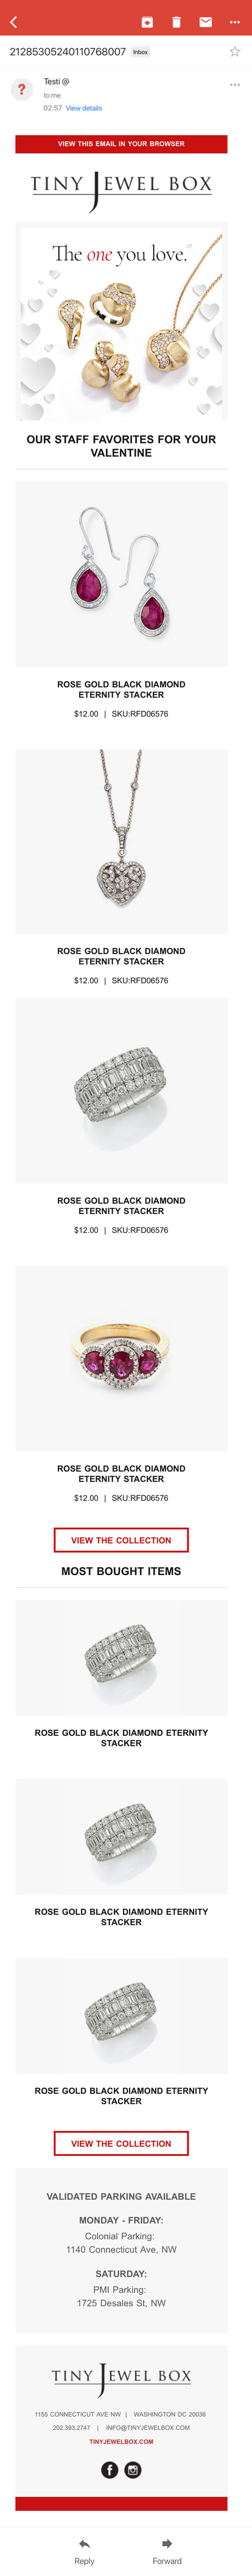 21285305240110768007 Inbox
Testi @
to me
02:57 View details
VIEW THIS EMAIL IN YOUR BROWSER
TINY JEWEL BOX
The one you love.
OUR STAFF FAVORITES FOR YOUR
VALENTINE
ROSE GOLD BLACK DIAMOND
ETERNITY STACKER
$12.00 | SKU:RFD06576
ROSE GOLD BLACK DIAMOND
ETERNITY STACKER
$12.00 | SKU:RFD06576
ROSE GOLD BLACK DIAMOND
ETERNITY STACKER
$12.00 | SKU:RFD06576
ROSE GOLD BLACK DIAMOND
ETERNITY STACKER
$12.00 | SKU:RFD06576
VIEW THE COLLECTION
MOST BOUGHT ITEMS
ROSE GOLD BLACK DIAMOND ETERNITY
STACKER
ROSE GOLD BLACK DIAMOND ETERNITY
STACKER
ROSE GOLD BLACK DIAMOND ETERNITY
STACKER
VIEW THE COLLECTION
VALIDATED PARKING AVAILABLE
MONDAY - FRIDAY:
Colonial Parking:
1140 Connecticut Ave, NW
SATURDAY:
PMI Parking:
1725 Desales St, NW
TINY JEWEL BOX
1155 CONNECTICUT AVE NW | WASHINGTON DC 20036
202.393.2747 | INFO@TINYJEWELBOX.COM
TINYJEWELBOX.COM
Reply Forward